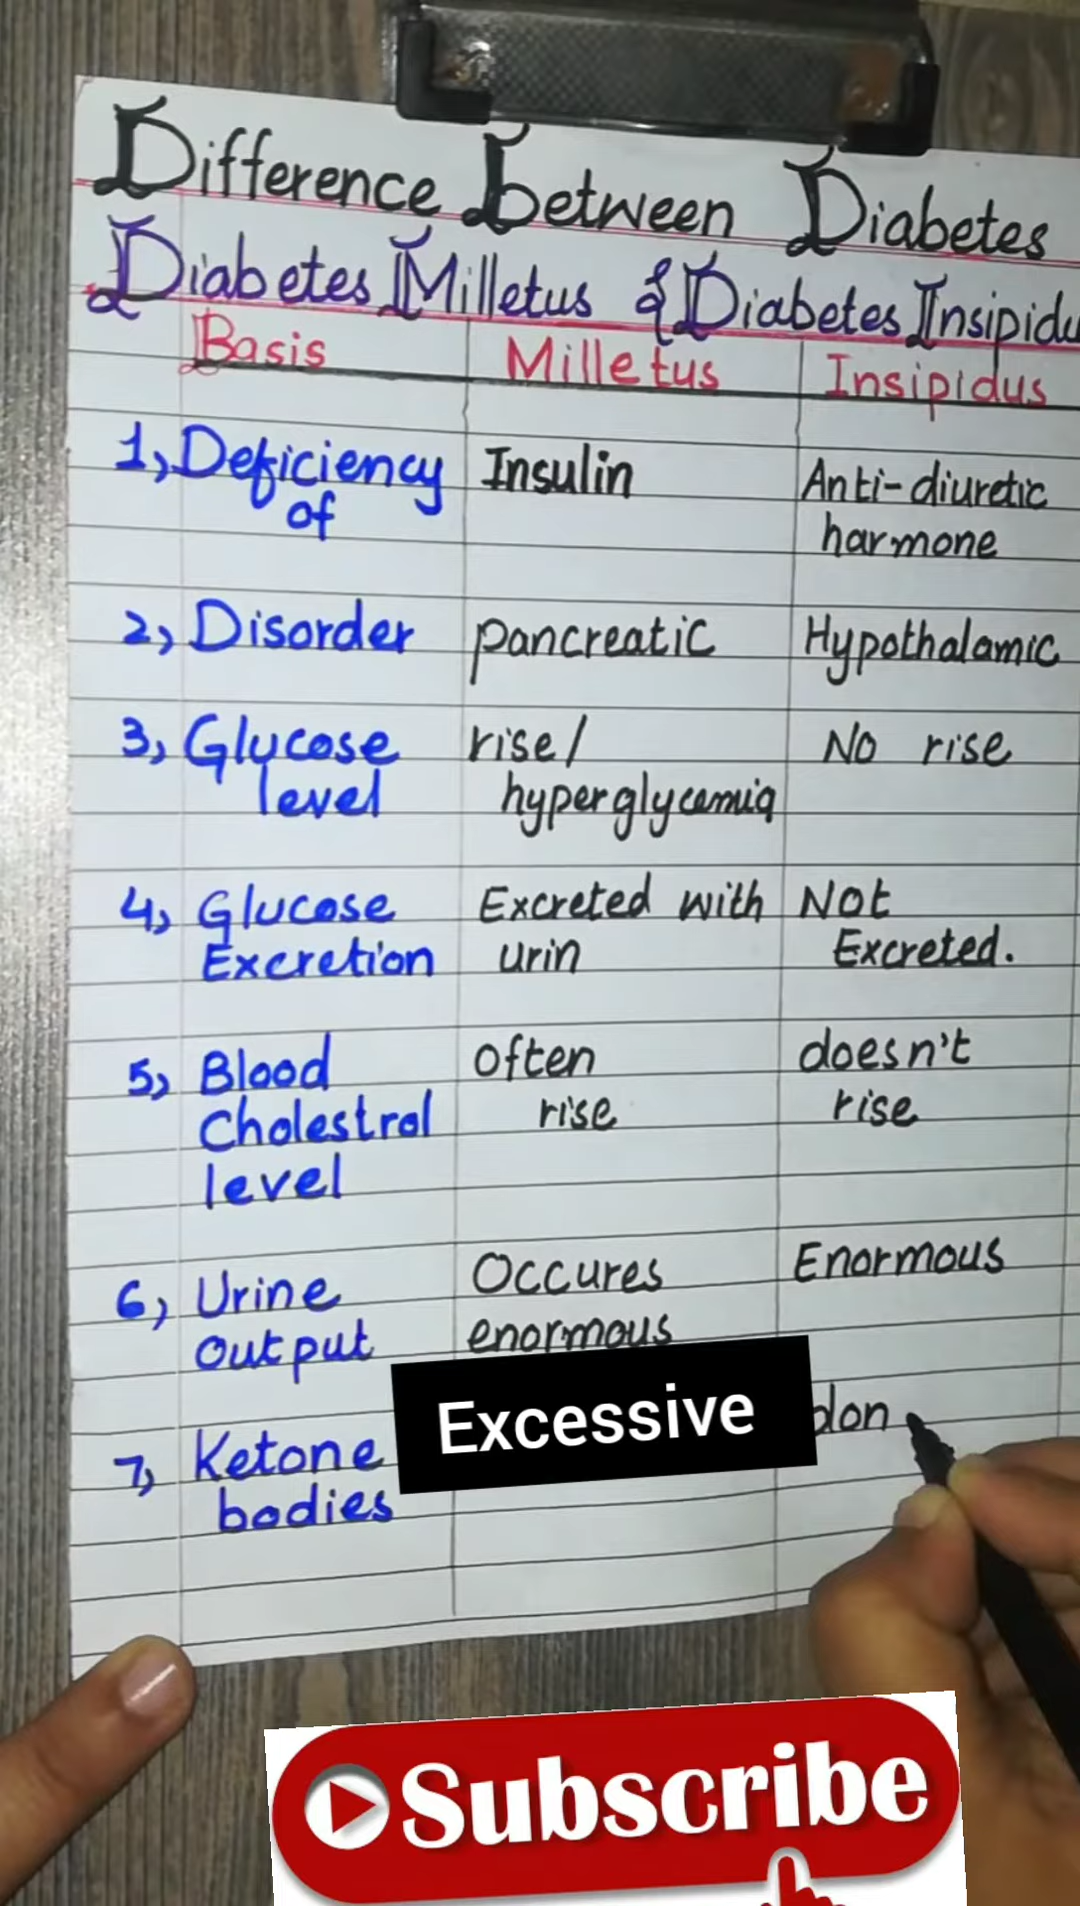 Difference Between Diabetes
Diabetes Milletus & Diabetes Insipidu
Basis Milletus Insipidus
1, Deficiency of Insulin Anti-diuretic harmone
2, Disorder pancreatic Hypothalamic
3, Glucose level rise/ hyperglycemia No rise
4, Glucose Excretion Excreted with urin Not Excreted.
5, Blood Cholestrol level often rise doesn't rise
6, Urine output Occures enormous Enormous
7, Ketone bodies Excessive don
Subscribe